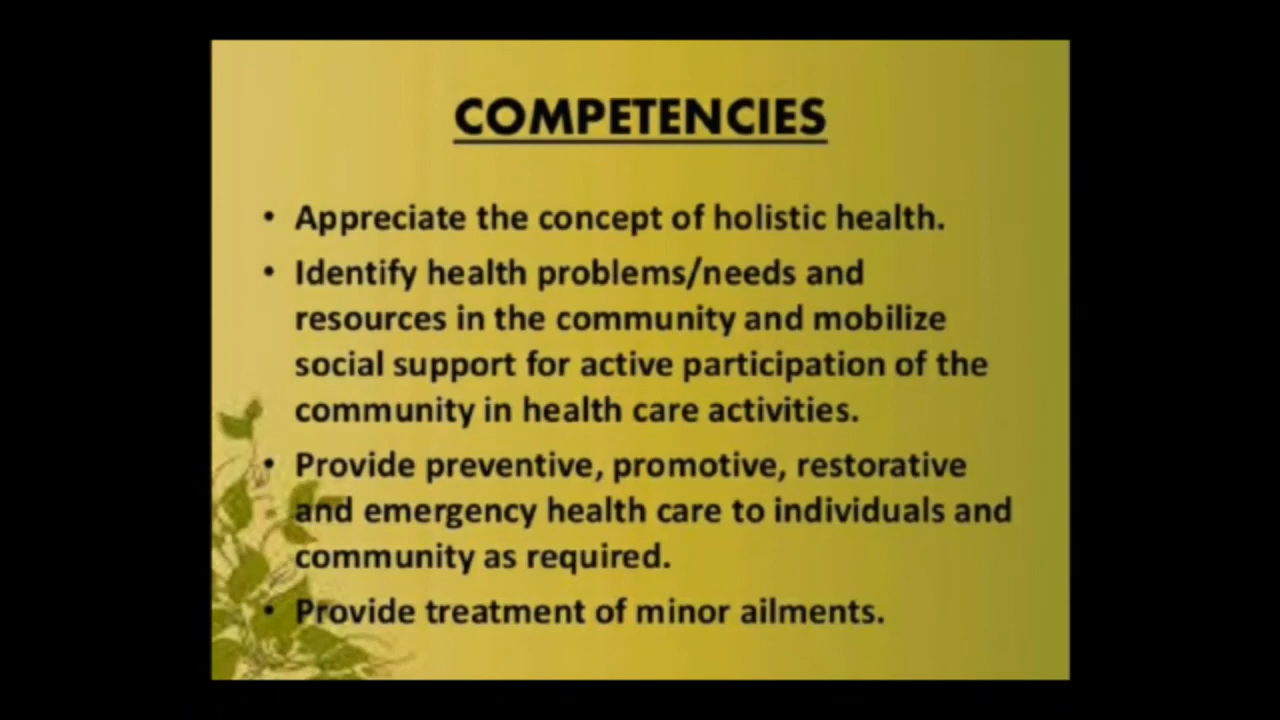 COMPETENCIES
• Appreciate the concept of holistic health.
• Identify health problems/needs and
resources in the community and mobilize
social support for active participation of the
community in health care activities.
• Provide preventive, promotive, restorative
and emergency health care to individuals and
community as required.
• Provide treatment of minor ailments.